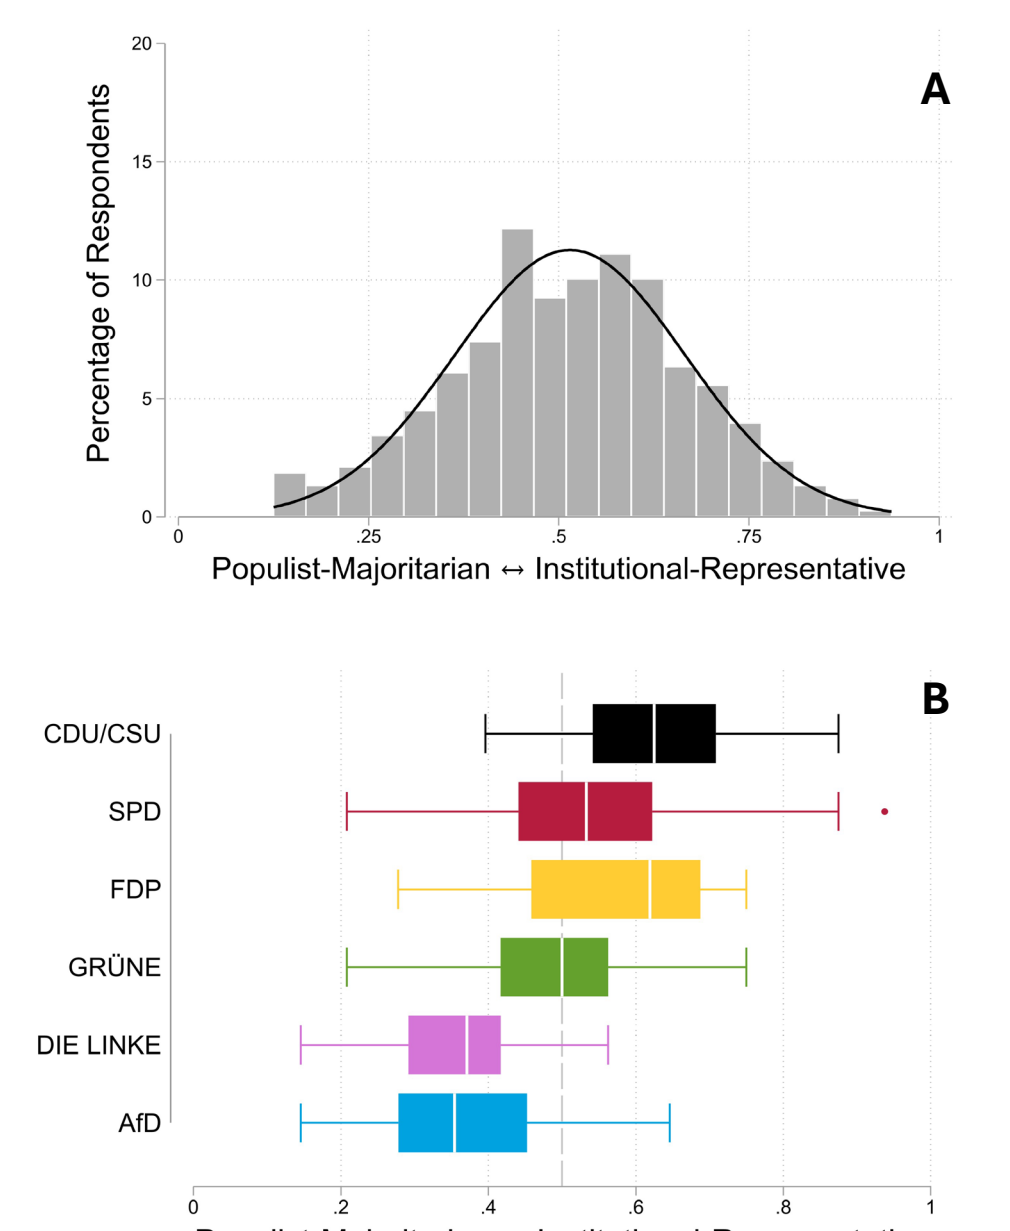 A
20
15
10
5
0
Percentage of Respondents
0 .25 .5 .75 1
Populist-Majoritarian ↔ Institutional-Representative
B
CDU/CSU
SPD
FDP
GRÜNE
DIE LINKE
AfD
0 .2 .4 .6 .8 1